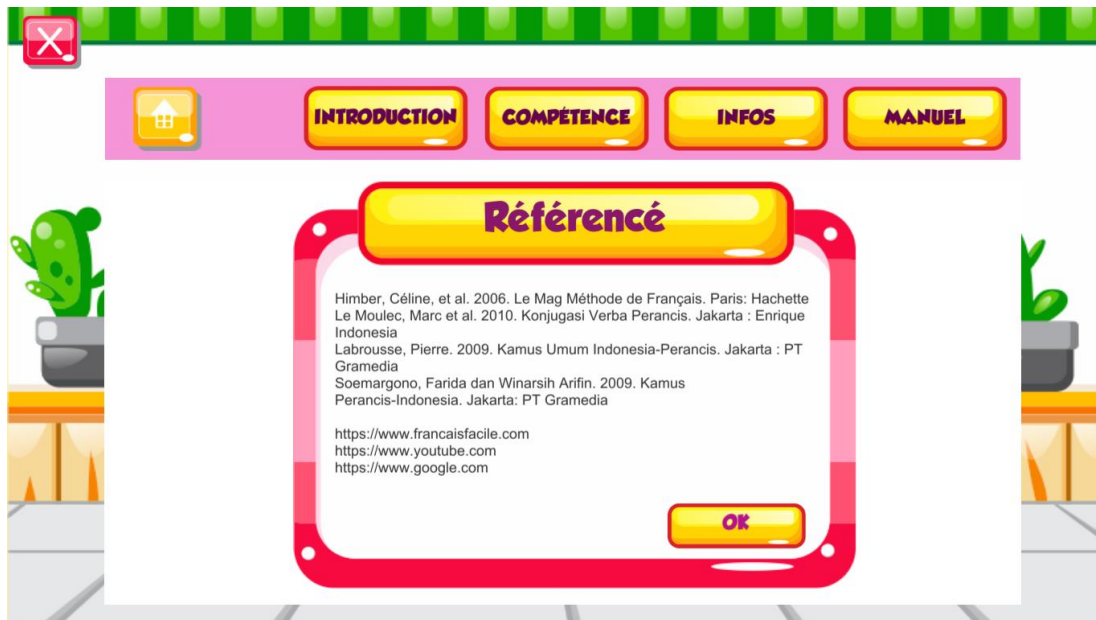 INTRODUCTION
COMPÉTENCE
INFOS
MANUEL
Référencé
Himber, Céline, et al. 2006. Le Mag Méthode de Français. Paris: Hachette
Le Moulec, Marc et al. 2010. Konjugasi Verba Perancis. Jakarta : Enrique
Indonesia
Labrousse, Pierre. 2009. Kamus Umum Indonesia-Perancis. Jakarta : PT
Gramedia
Soemargono, Farida dan Winarsih Arifin. 2009. Kamus
Perancis-Indonesia. Jakarta: PT Gramedia
https://www.francaisfacile.com
https://www.youtube.com
https://www.google.com
OK